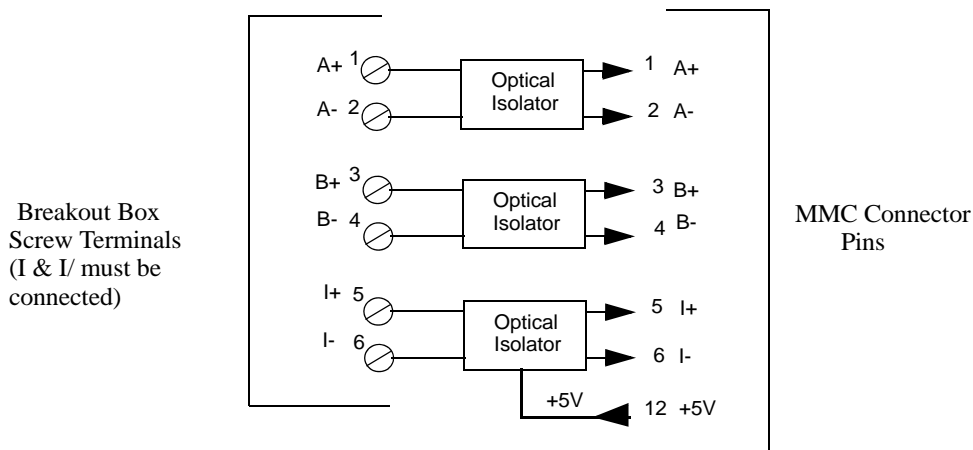 A+ 1
A- 2
Optical
Isolator
1 A+
2 A-
B+ 3
B- 4
Optical
Isolator
3 B+
4 B-
Breakout Box
Screw Terminals
(I & I/ must be
connected)
MMC Connector
Pins
I+ 5
I- 6
Optical
Isolator
5 I+
6 I-
+5V
12 +5V